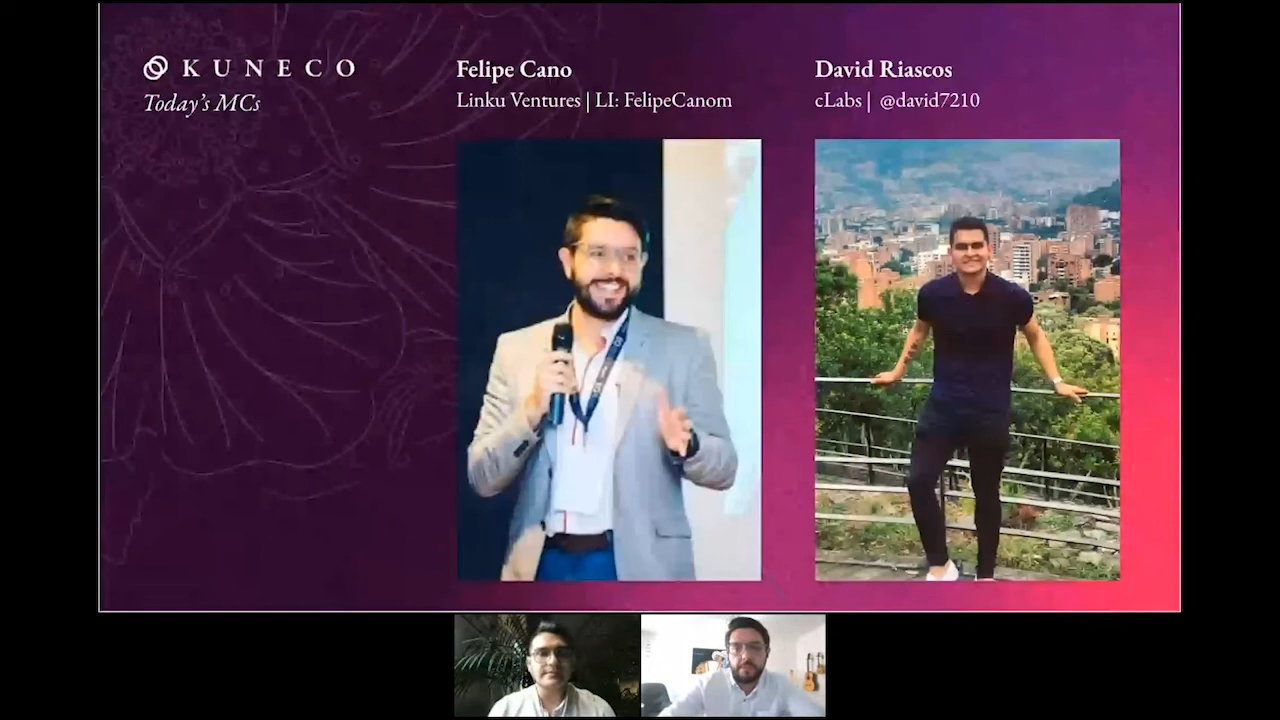 KUNECO
Today's MCs
Felipe Cano
Linku Ventures | LI: FelipeCanom
David Riascos
cLabs | @david7210